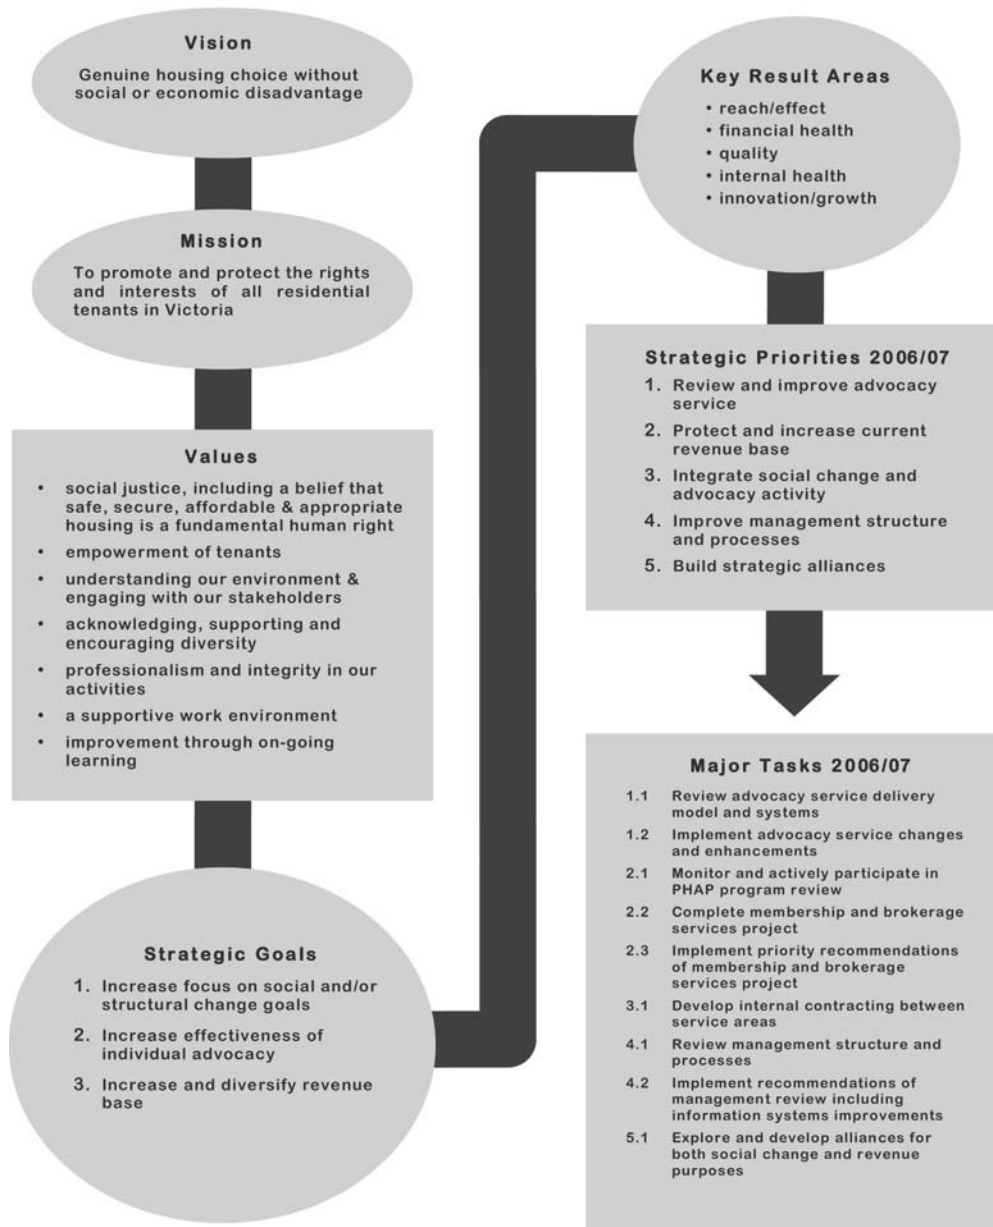 Vision
Genuine housing choice without
social or economic disadvantage
Mission
To promote and protect the rights
and interests of all residential
tenants in Victoria
Values
• social justice, including a belief that
safe, secure, affordable & appropriate
housing is a fundamental human right
• empowerment of tenants
• understanding our environment &
engaging with our stakeholders
• acknowledging, supporting and
encouraging diversity
• professionalism and integrity in our
activities
• a supportive work environment
• improvement through on-going
learning
Strategic Goals
1. Increase focus on social and/or
structural change goals
2. Increase effectiveness of
individual advocacy
3. Increase and diversify revenue
base
Key Result Areas
• reach/effect
• financial health
• quality
• internal health
• innovation/growth
Strategic Priorities 2006/07
1. Review and improve advocacy
service
2. Protect and increase current
revenue base
3. Integrate social change and
advocacy activity
4. Improve management structure
and processes
5. Build strategic alliances
Major Tasks 2006/07
1.1 Review advocacy service delivery
model and systems
1.2 Implement advocacy service changes
and enhancements
2.1 Monitor and actively participate in
PHAP program review
2.2 Complete membership and brokerage
services project
2.3 Implement priority recommendations
of membership and brokerage
services project
3.1 Develop internal contracting between
service areas
4.1 Review management structure and
processes
4.2 Implement recommendations of
management review including
information systems improvements
5.1 Explore and develop alliances for
both social change and revenue
purposes